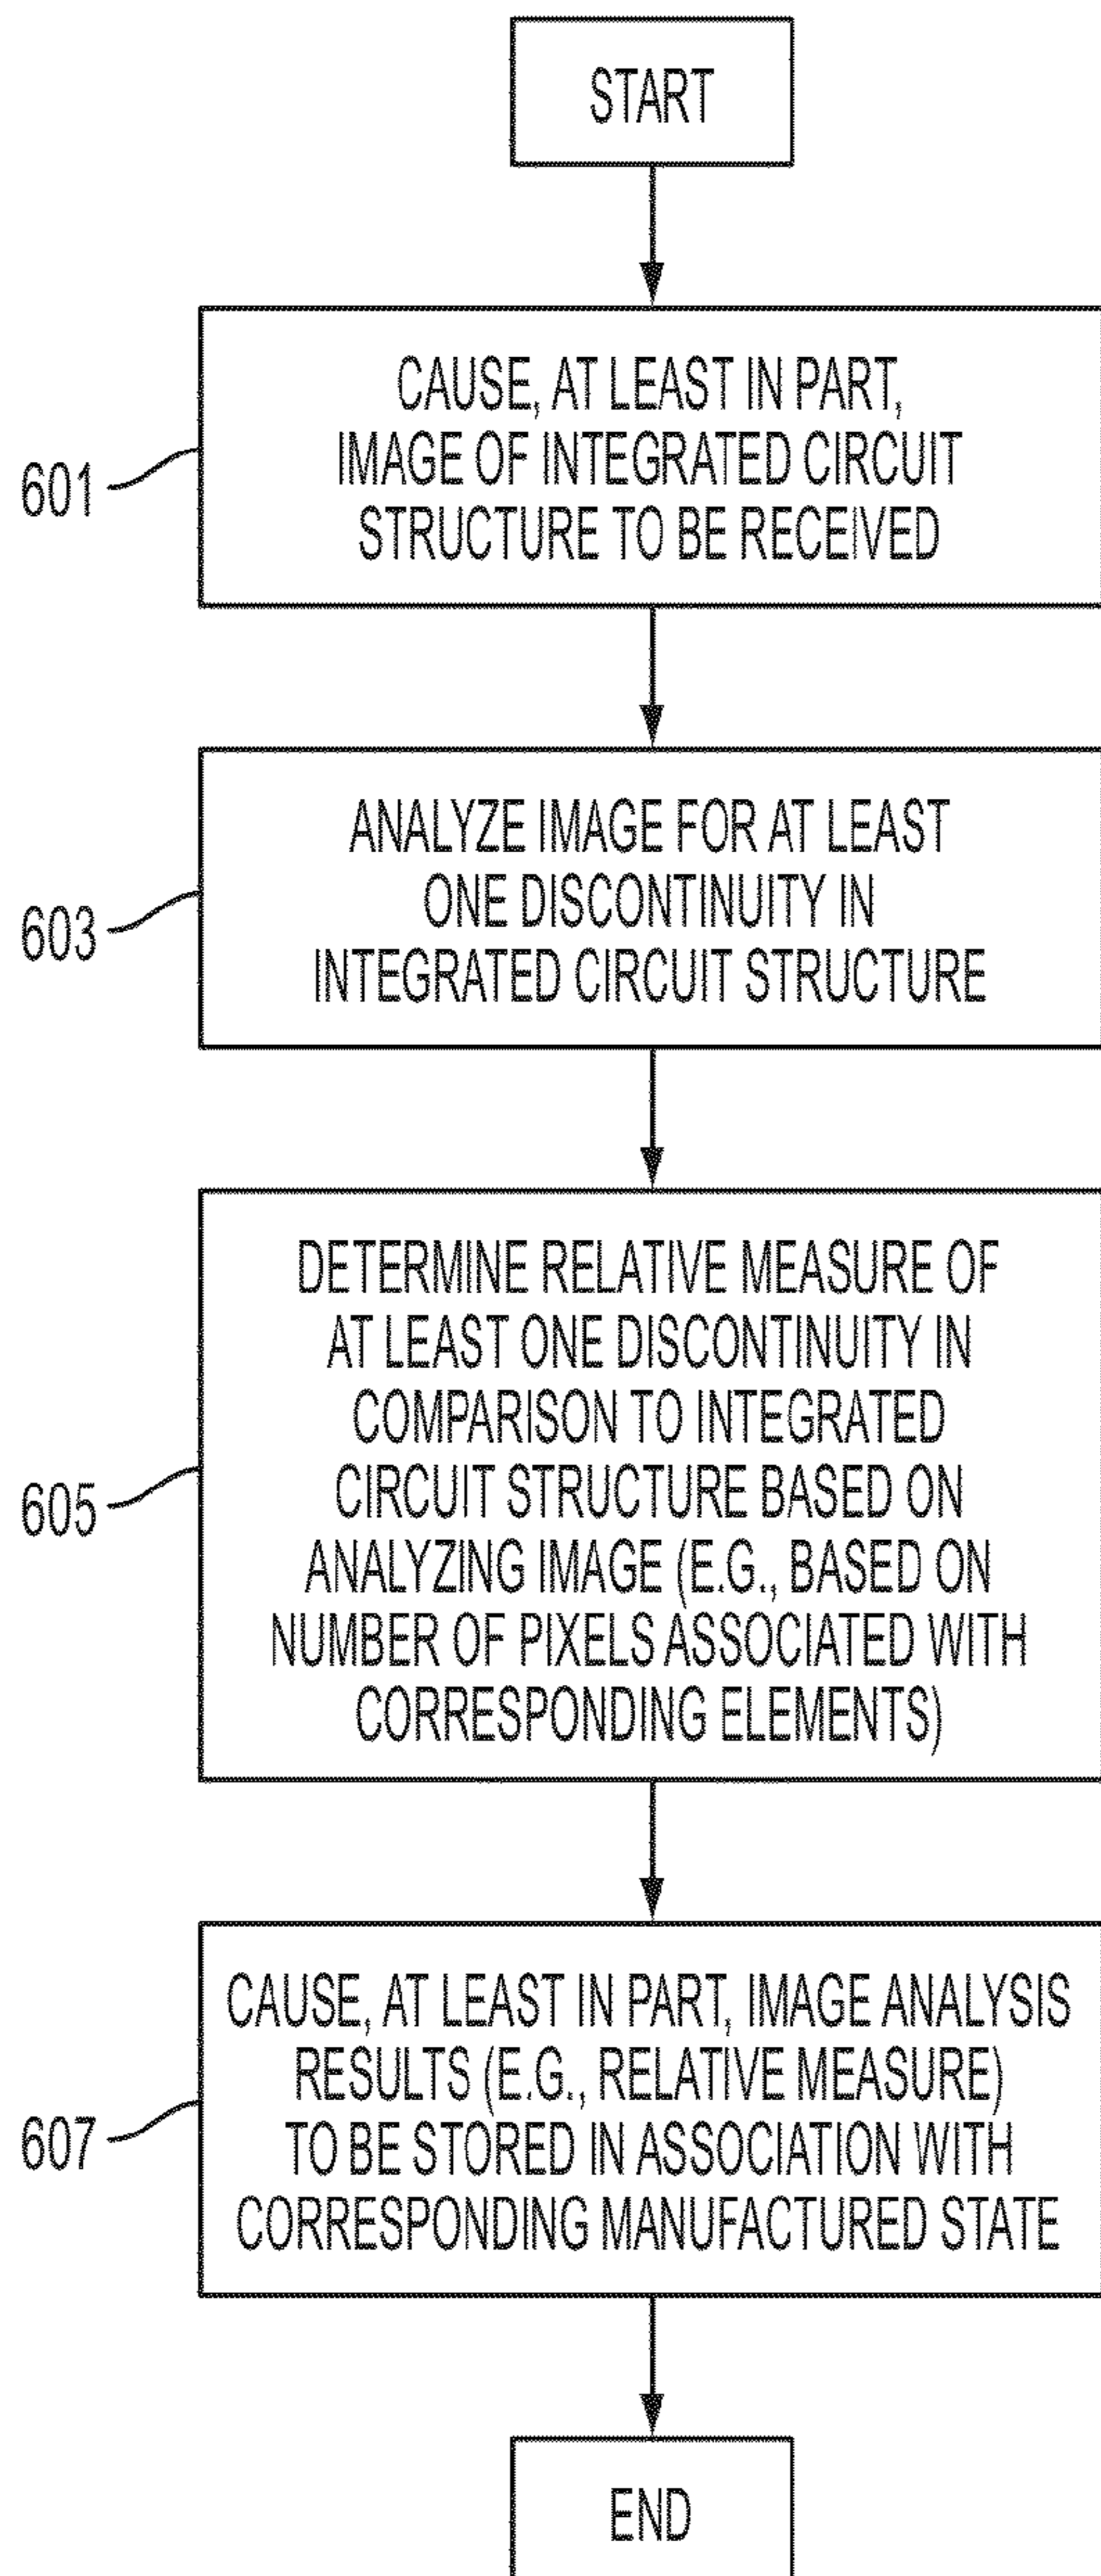 START
CAUSE, AT LEAST IN PART,
IMAGE OF INTEGRATED CIRCUIT
STRUCTURE TO BE RECEIVED
601
ANALYZE IMAGE FOR AT LEAST
ONE DISCONTINUITY IN
INTEGRATED CIRCUIT STRUCTURE
603
DETERMINE RELATIVE MEASURE OF
AT LEAST ONE DISCONTINUITY IN
COMPARISON TO INTEGRATED
CIRCUIT STRUCTURE BASED ON
ANALYZING IMAGE (E.G., BASED ON
NUMBER OF PIXELS ASSOCIATED WITH
CORRESPONDING ELEMENTS)
605
CAUSE, AT LEAST IN PART, IMAGE ANALYSIS
RESULTS (E.G., RELATIVE MEASURE)
TO BE STORED IN ASSOCIATION WITH
CORRESPONDING MANUFACTURED STATE
607
END